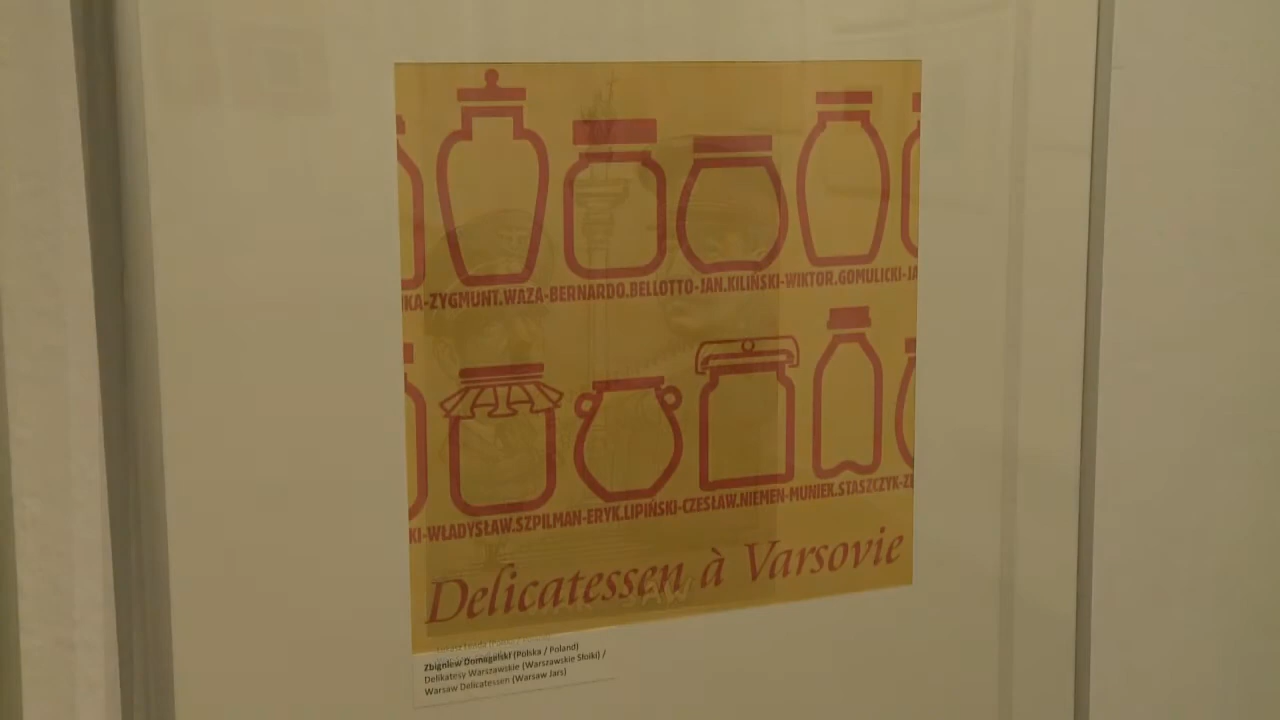 KA-ZYGMUNT.WAZA-BERNARDO.BELLOTTO-JAN.KILIŃSKI-WIKTOR.GOMULICKI-JA
KI-WŁADYSŁAW.SZPILMAN-ERYK.LIPIŃSKI-CZESŁAW.NIEMEN-MUNIEK.STASZCZYK-Z
Delicatessen à Varsovie
Zbigniew Domagalski (Polska / Poland)
Delikatesy Warszawskie (Warszawskie Słoiki) /
Warsaw Delicatessen (Warsaw Jars)